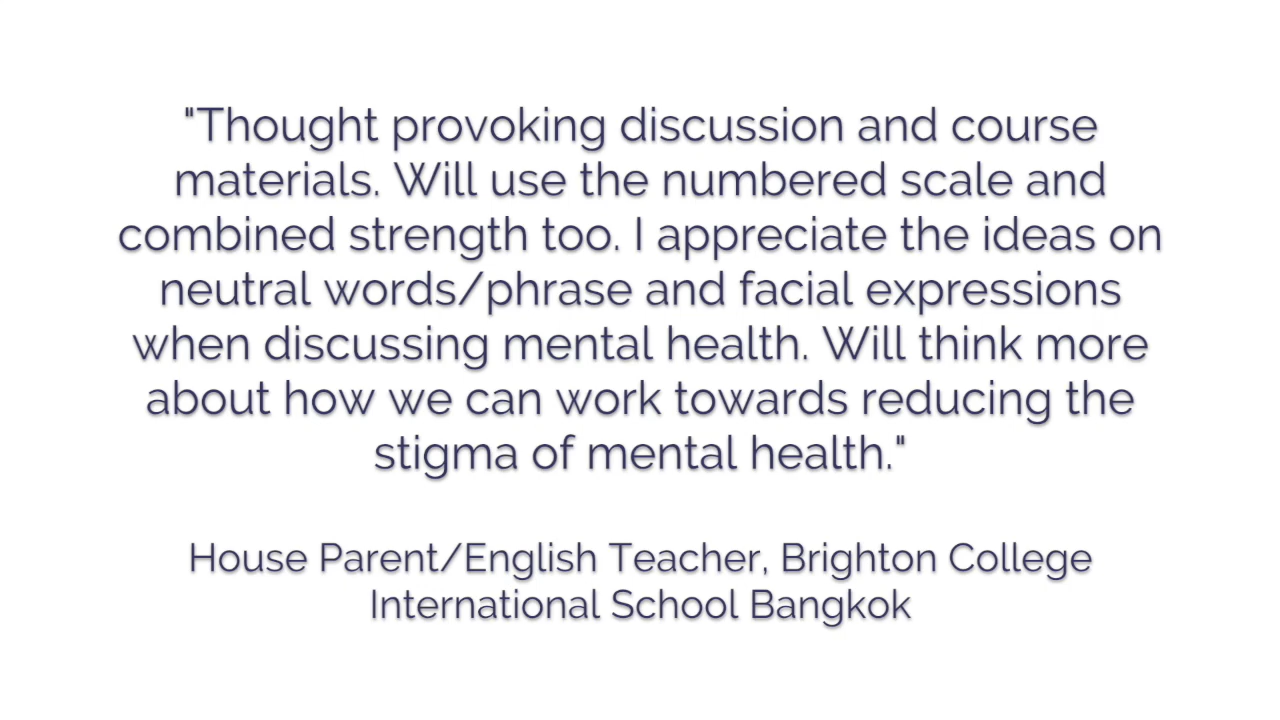 "Thought provoking discussion and course
materials. Will use the numbered scale and
combined strength too. I appreciate the ideas on
neutral words/phrase and facial expressions
when discussing mental health. Will think more
about how we can work towards reducing the
stigma of mental health."
House Parent/English Teacher, Brighton College
International School Bangkok